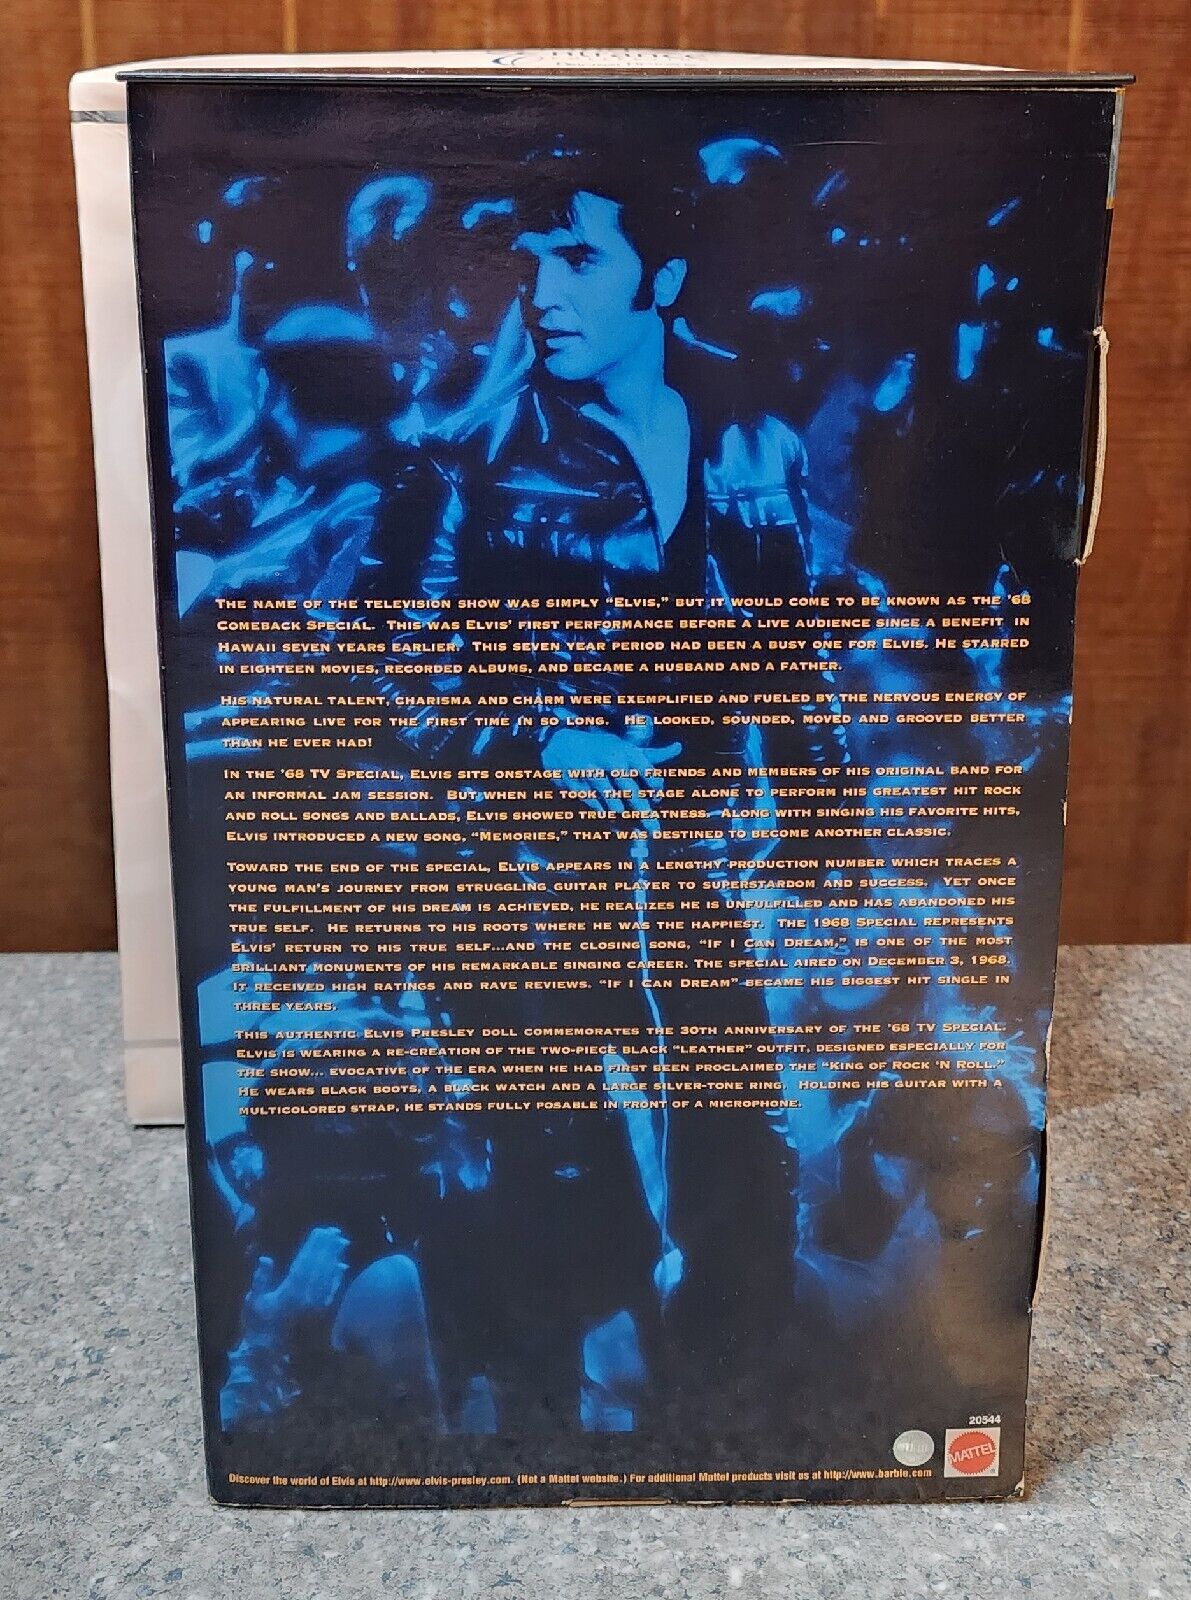 THE NAME OF THE TELEVISION SHOW WAS SIMPLY "ELVIS," BUT IT WOULD COME TO BE KNOWN AS THE '68
COMEBACK SPECIAL. THIS WAS ELVIS' FIRST PERFORMANCE BEFORE A LIVE AUDIENCE SINCE A BENEFIT IN
HAWAII SEVEN YEARS EARLIER. THIS SEVEN YEAR PERIOD HAD BEEN A BUSY ONE FOR ELVIS. HE STARRED
IN EIGHTEEN MOVIES, RECORDED ALBUMS, AND BECAME A HUSBAND AND A FATHER.
HIS NATURAL TALENT, CHARISMA AND CHARM WERE EXEMPLIFIED AND FUELED BY THE NERVOUS ENERGY OF
APPEARING LIVE FOR THE FIRST TIME IN SO LONG. HE LOOKED, SOUNDED, MOVED AND GROOVED BETTER
THAN HE EVER HAD!
IN THE '68 TV SPECIAL, ELVIS SITS ONSTAGE WITH OLD FRIENDS AND MEMBERS OF HIS ORIGINAL BAND FOR
AN INFORMAL JAM SESSION. BUT WHEN HE TOOK THE STAGE ALONE TO PERFORM HIS GREATEST HIT ROCK
AND ROLL SONGS AND BALLADS, ELVIS SHOWED TRUE GREATNESS. ALONG WITH SINGING HIS FAVORITE HITS,
ELVIS INTRODUCED A NEW SONG, "MEMORIES," THAT WAS DESTINED TO BECOME ANOTHER CLASSIC.
TOWARD THE END OF THE SPECIAL, ELVIS APPEARS IN A LENGTHY PRODUCTION NUMBER WHICH TRACES A
YOUNG MAN'S JOURNEY FROM STRUGGLING GUITAR PLAYER TO SUPERSTARDOM AND SUCCESS. YET ONCE
THE FULFILLMENT OF HIS DREAM IS ACHIEVED, HE REALIZES HE IS UNFULFILLED AND HAS ABANDONED HIS
TRUE SELF. HE RETURNS TO HIS ROOTS WHERE HE WAS THE HAPPIEST. THE 1968 SPECIAL REPRESENTS
ELVIS' RETURN TO HIS TRUE SELF...AND THE CLOSING SONG, "IF I CAN DREAM," IS ONE OF THE MOST
BRILLIANT MONUMENTS OF HIS REMARKABLE SINGING CAREER. THE SPECIAL AIRED ON DECEMBER 3, 1968.
IT RECEIVED HIGH RATINGS AND RAVE REVIEWS. "IF I CAN DREAM" BECAME HIS BIGGEST HIT SINGLE IN
THREE YEARS.
THIS AUTHENTIC ELVIS PRESLEY DOLL COMMEMORATES THE 30TH ANNIVERSARY OF THE '68 TV SPECIAL.
ELVIS IS WEARING A RE-CREATION OF THE TWO-PIECE BLACK "LEATHER" OUTFIT, DESIGNED ESPECIALLY FOR
THE SHOW... EVOCATIVE OF THE ERA WHEN HE HAD FIRST BEEN PROCLAIMED THE "KING OF ROCK 'N ROLL."
HE WEARS BLACK BOOTS, A BLACK WATCH AND A LARGE SILVER-TONE RING. HOLDING HIS GUITAR WITH A
MULTICOLORED STRAP, HE STANDS FULLY POSABLE IN FRONT OF A MICROPHONE.
20544
MATTEL
Discover the world of Elvis at http://www.elvis-presley.com. (Not a Mattel website.) For additional Mattel products visit us at http://www.barbie.com